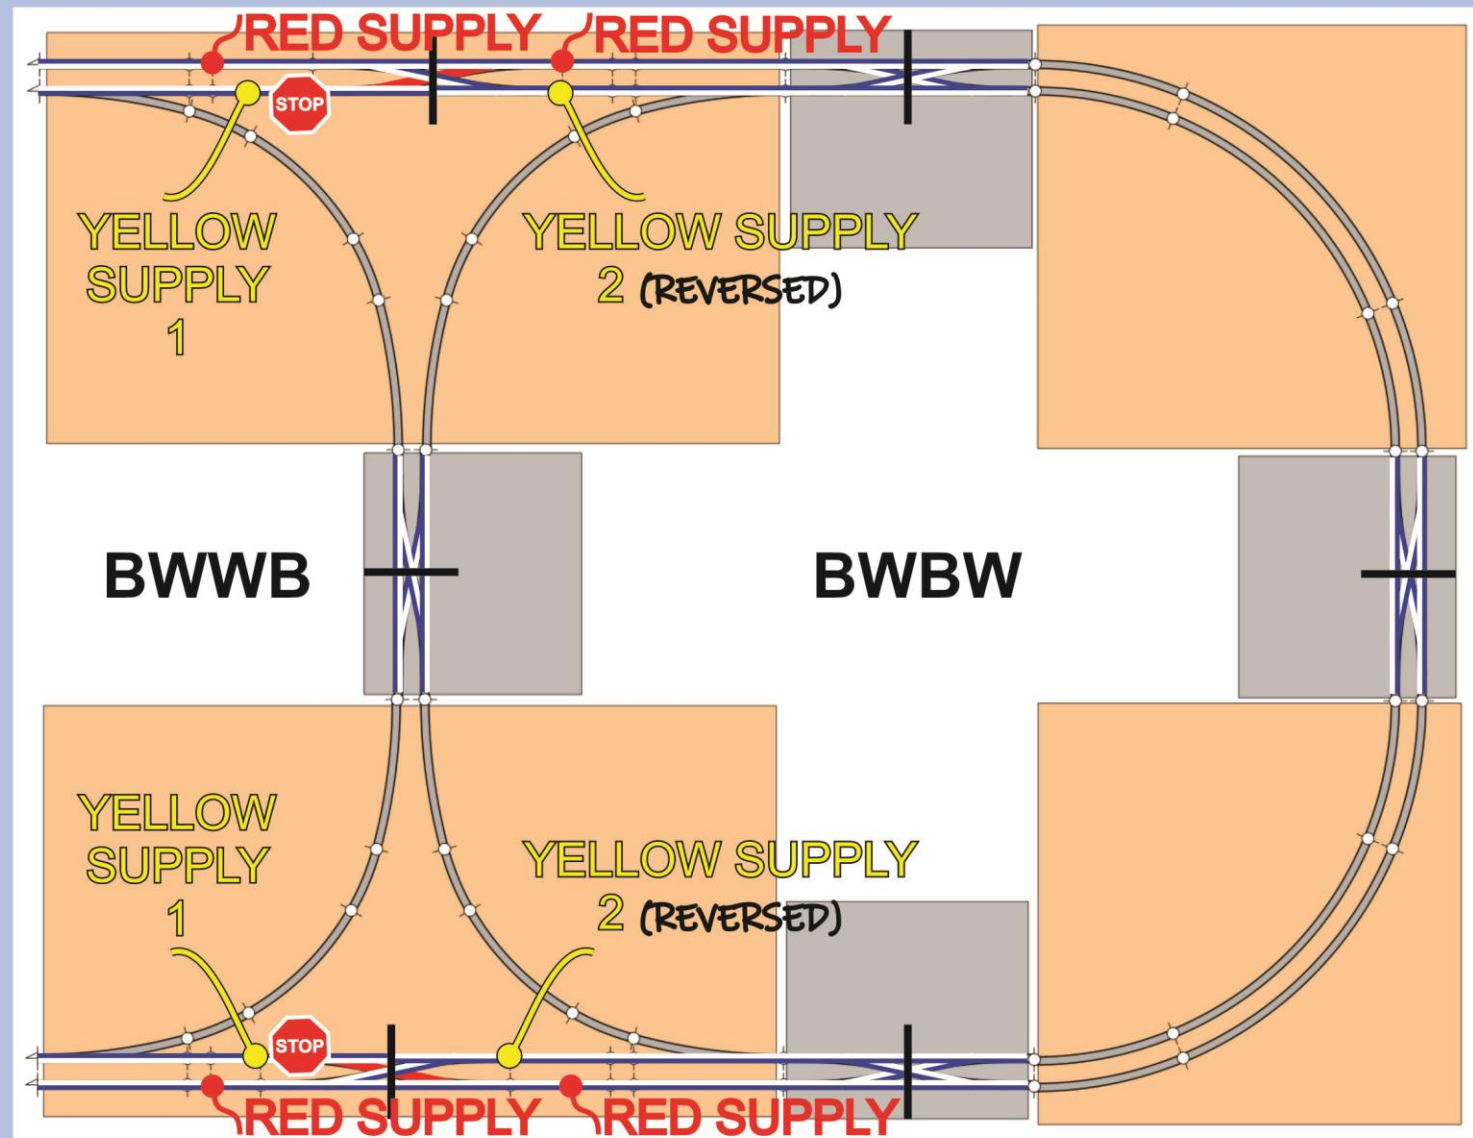 RED SUPPLY
RED SUPPLY
STOP
YELLOW
SUPPLY
1
YELLOW SUPPLY
2 (REVERSED)
BWWB
BWBW
YELLOW
SUPPLY
1
YELLOW SUPPLY
2 (REVERSED)
STOP
RED SUPPLY
RED SUPPLY